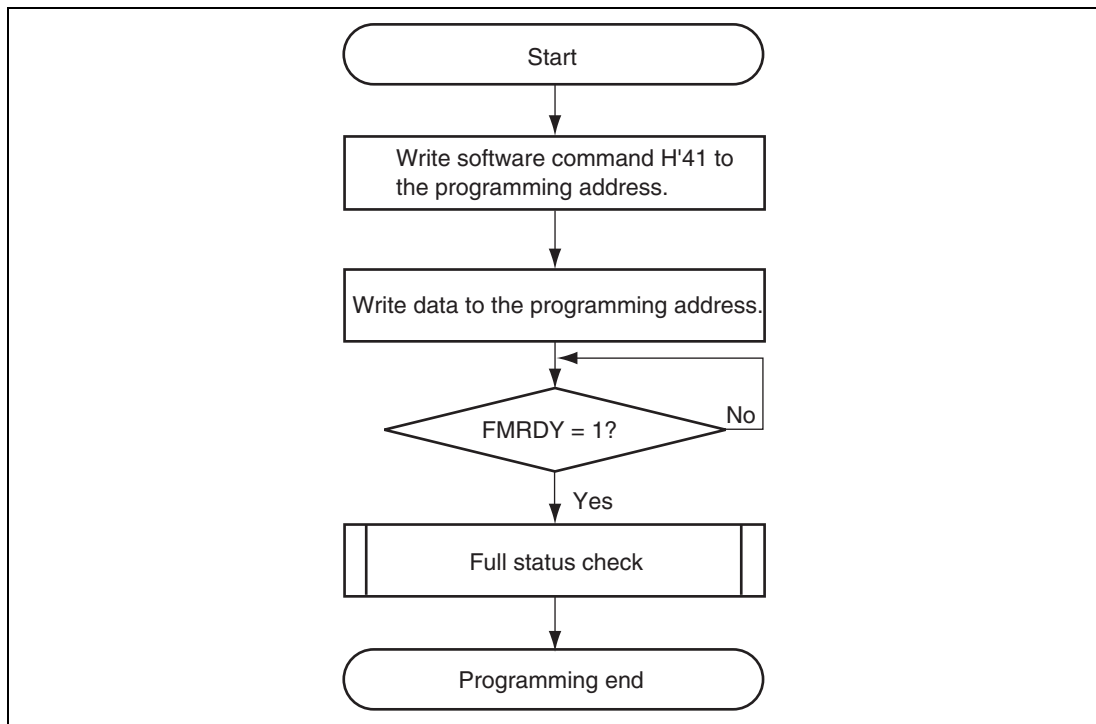 Start
Write software command H'41 to
the programming address.
Write data to the programming address.
FMRDY = 1?
No
Yes
Full status check
Programming end